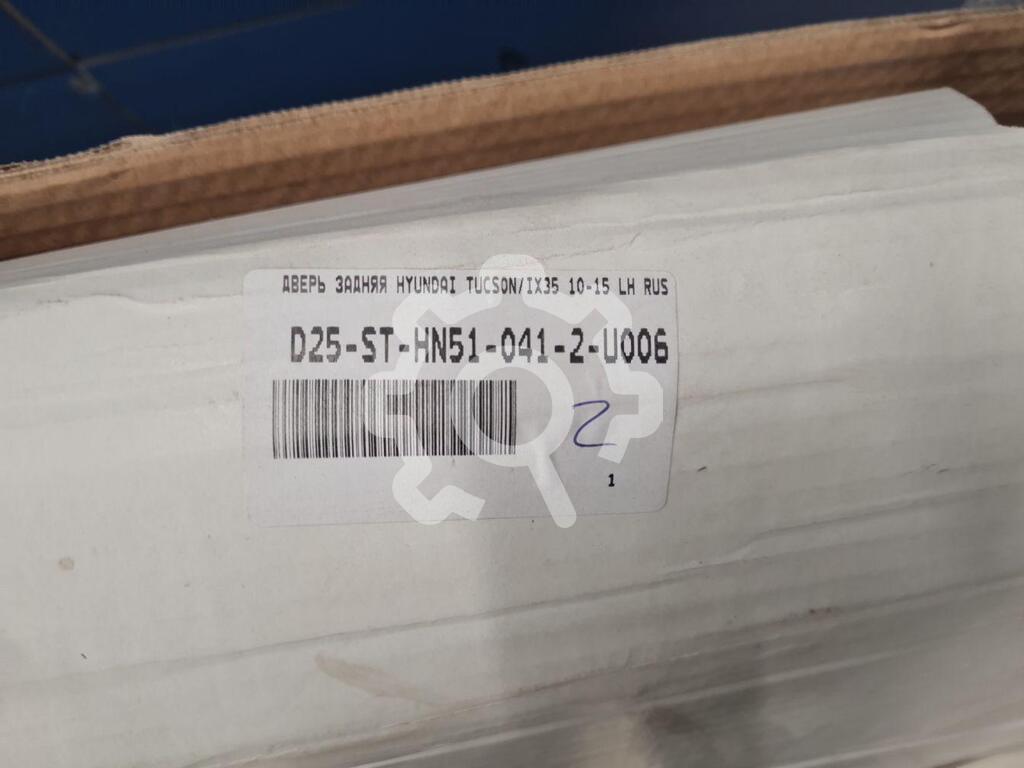 ДВЕРЬ ЗАДНЯЯ HYUNDAI TUCSON/IX35 10-15 LH RUS
D25-ST-HN51-041-2-U006
2
1